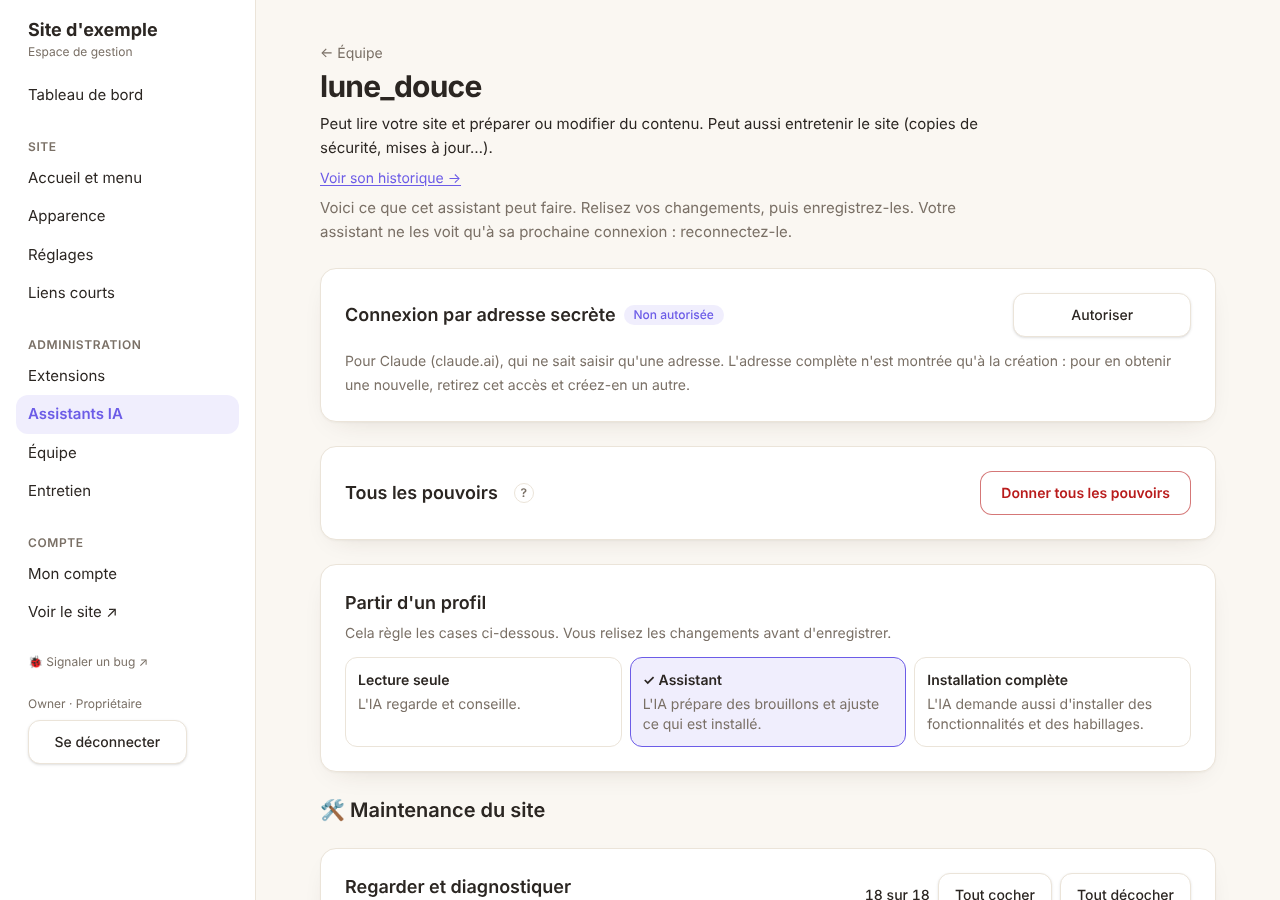 Site d'exemple
Espace de gestion
Tableau de bord
SITE
Accueil et menu
Apparence
Réglages
Liens courts
ADMINISTRATION
Extensions
Assistants IA
Équipe
Entretien
COMPTE
Mon compte
Voir le site ↗
🐞 Signaler un bug ↗
Owner · Propriétaire
Se déconnecter
← Équipe
lune_douce
Peut lire votre site et préparer ou modifier du contenu. Peut aussi entretenir le site (copies de
sécurité, mises à jour…).
Voir son historique →
Voici ce que cet assistant peut faire. Relisez vos changements, puis enregistrez-les. Votre
assistant ne les voit qu'à sa prochaine connexion : reconnectez-le.
Connexion par adresse secrète Non autorisée
Autoriser
Pour Claude (claude.ai), qui ne sait saisir qu'une adresse. L'adresse complète n'est montrée qu'à la création : pour en obtenir
une nouvelle, retirez cet accès et créez-en un autre.
Tous les pouvoirs ?
Donner tous les pouvoirs
Partir d'un profil
Cela règle les cases ci-dessous. Vous relisez les changements avant d'enregistrer.
Lecture seule
L'IA regarde et conseille.
✓ Assistant
L'IA prépare des brouillons et ajuste
ce qui est installé.
Installation complète
L'IA demande aussi d'installer des
fonctionnalités et des habillages.
🛠️ Maintenance du site
Regarder et diagnostiquer
18 sur 18
Tout cocher
Tout décocher